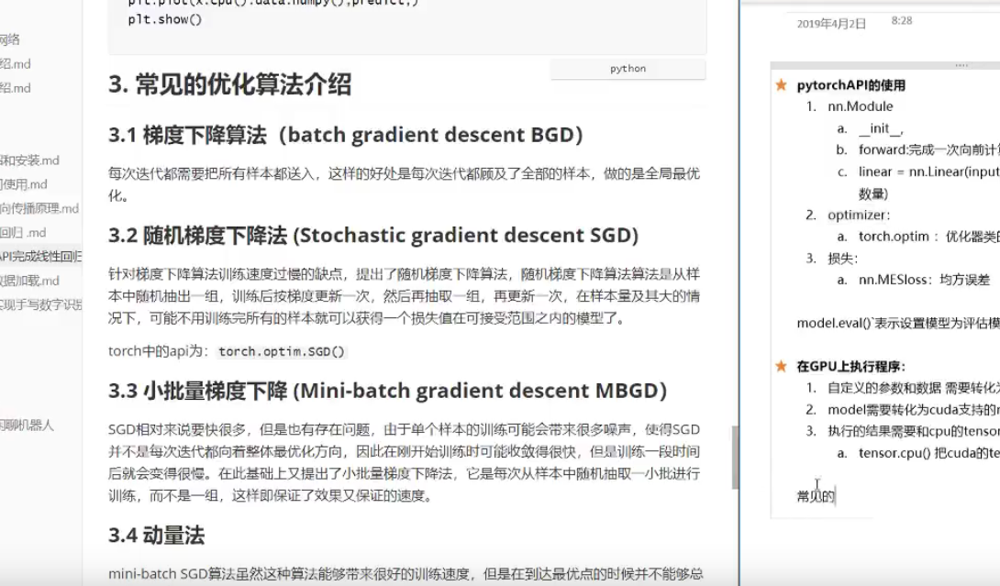 plt.plot(x.cpu().data.numpy(),predict,)
plt.show()
python
3. 常见的优化算法介绍
3.1 梯度下降算法（batch gradient descent BGD）
每次迭代都需要把所有样本都送入，这样的好处是每次迭代都顾及了全部的样本，做的是全局最优
化。
3.2 随机梯度下降法 (Stochastic gradient descent SGD)
针对梯度下降算法训练速度过慢的缺点，提出了随机梯度下降算法，随机梯度下降算法算法是从样
本中随机抽出一组，训练后按梯度更新一次，然后再抽取一组，再更新一次，在样本量及其大的情
况下，可能不用训练完所有的样本就可以获得一个损失值在可接受范围之内的模型了。
torch中的api为：torch.optim.SGD()
3.3 小批量梯度下降 (Mini-batch gradient descent MBGD）
SGD相对来说要快很多，但是也有存在问题，由于单个样本的训练可能会带来很多噪声，使得SGD
并不是每次迭代都向着整体最优化方向，因此在刚开始训练时可能收敛得很快，但是训练一段时间
后就会变得很慢。在此基础上又提出了小批量梯度下降法，它是每次从样本中随机抽取一小批进行
训练，而不是一组，这样即保证了效果又保证的速度。
3.4 动量法
mini-batch SGD算法虽然这种算法能够带来很好的训练速度，但是在到达最优点的时候并不能够总
网络
绍.md
绍.md
和安装.md
使用.md
向传播原理.md
回归 .md
API完成线性回归
数据加载.md
实现手写数字识别
闲聊机器人
2019年4月2日 8:28
pytorchAPI的使用
1. nn.Module
a. __init__,
b. forward:完成一次向前计算
c. linear = nn.Linear(input
数量)
2. optimizer:
a. torch.optim ：优化器类的
3. 损失:
a. nn.MESloss：均方误差
model.eval()`表示设置模型为评估模
在GPU上执行程序:
1. 自定义的参数和数据 需要转化为
2. model需要转化为cuda支持的m
3. 执行的结果需要和cpu的tensor
a. tensor.cpu() 把cuda的te
常见的